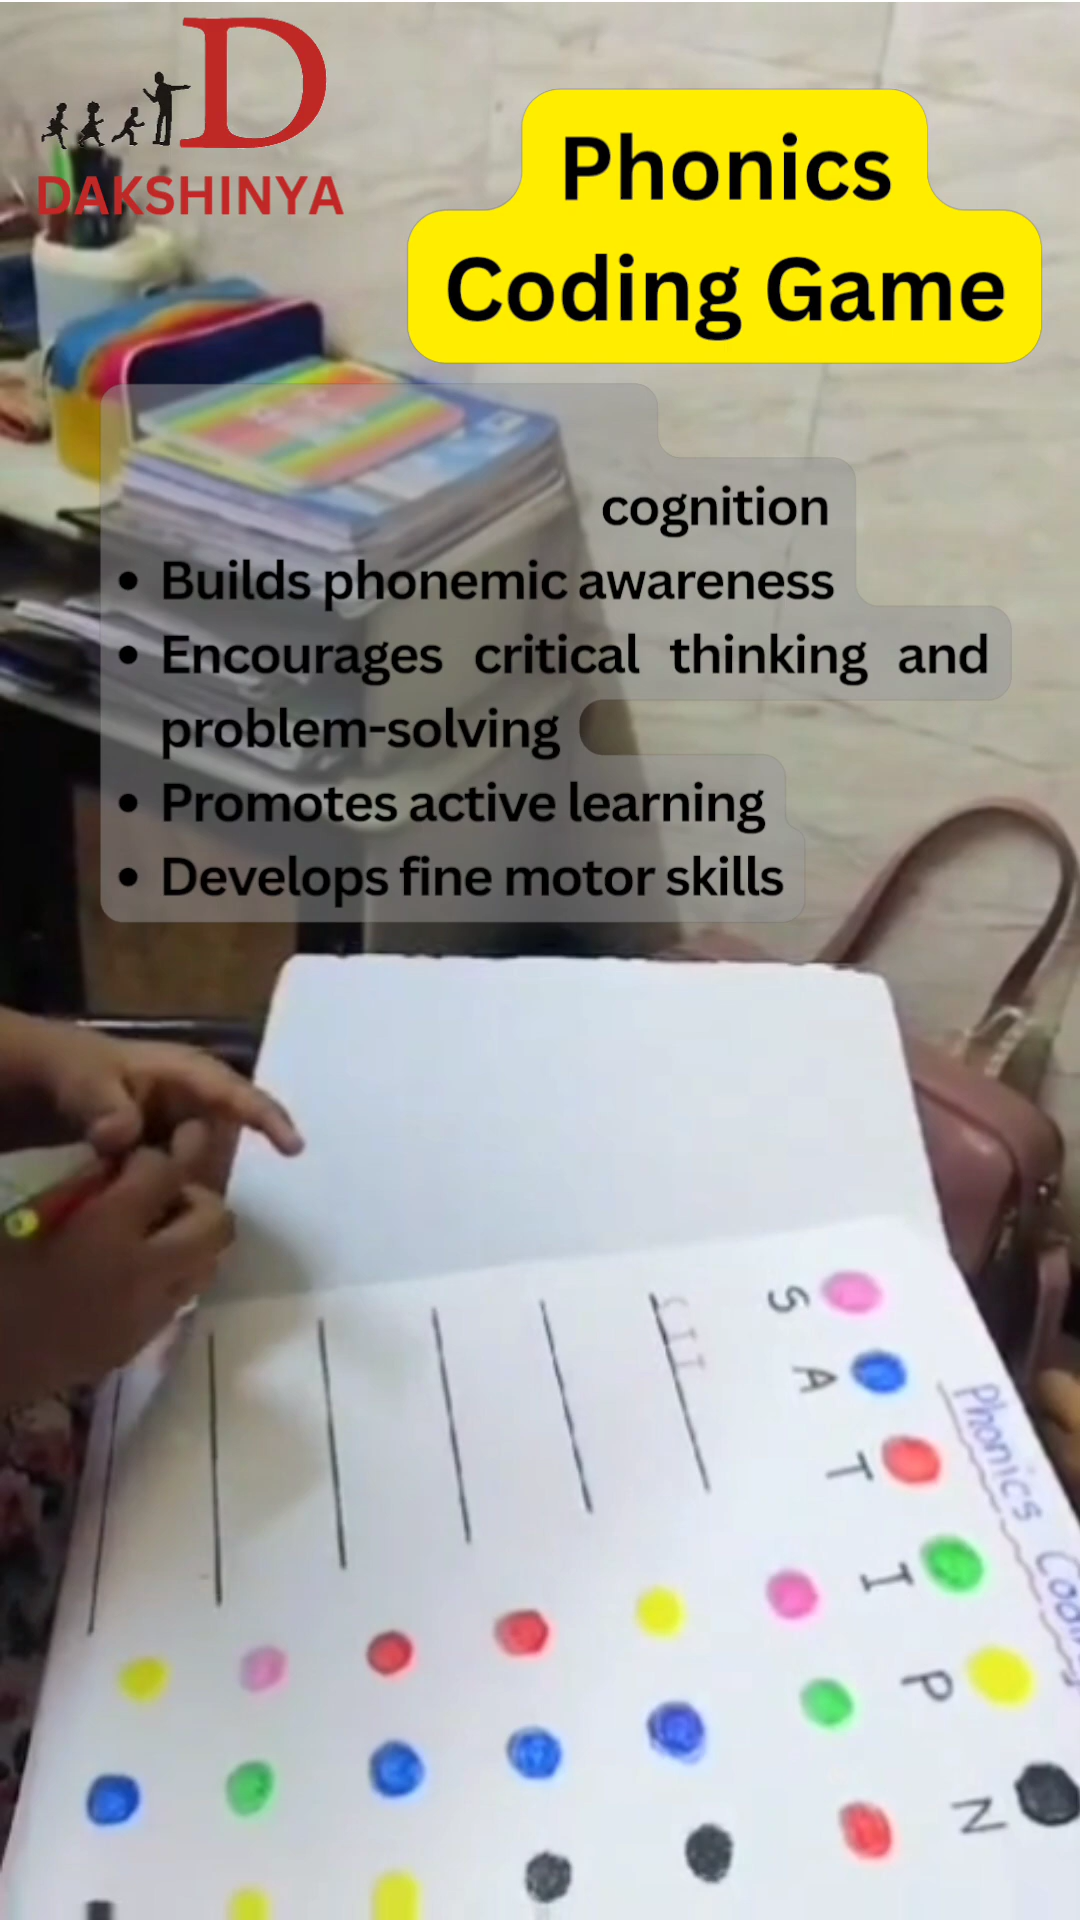 D
DAKSHINYA
Phonics
Coding Game
cognition
• Builds phonemic awareness
• Encourages critical thinking and
problem-solving
• Promotes active learning
• Develops fine motor skills
Phonics Coding
S
A
T
I
P
N